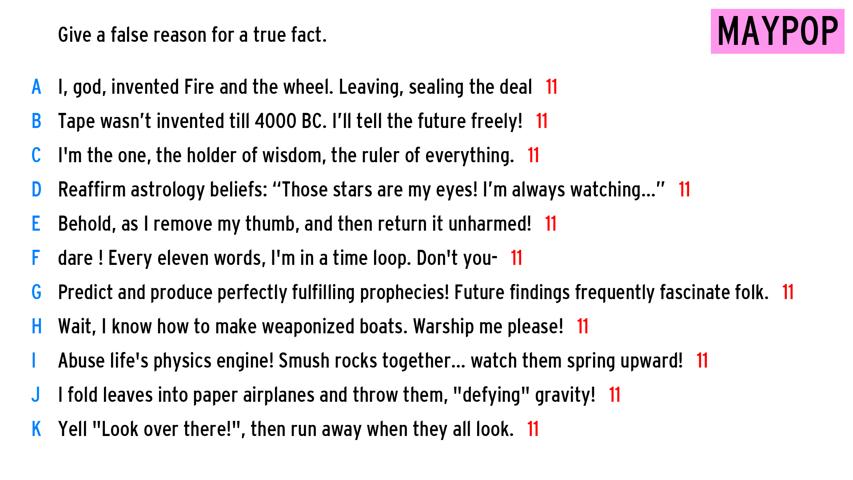 Give a false reason for a true fact.
MAYPOP
A I, god, invented Fire and the wheel. Leaving, sealing the deal 11
B Tape wasn’t invented till 4000 BC. I’ll tell the future freely! 11
C I'm the one, the holder of wisdom, the ruler of everything. 11
D Reaffirm astrology beliefs: “Those stars are my eyes! I’m always watching...” 11
E Behold, as I remove my thumb, and then return it unharmed! 11
F dare ! Every eleven words, I'm in a time loop. Don't you- 11
G Predict and produce perfectly fulfilling prophecies! Future findings frequently fascinate folk. 11
H Wait, I know how to make weaponized boats. Warship me please! 11
I Abuse life's physics engine! Smush rocks together... watch them spring upward! 11
J I fold leaves into paper airplanes and throw them, "defying" gravity! 11
K Yell "Look over there!", then run away when they all look. 11